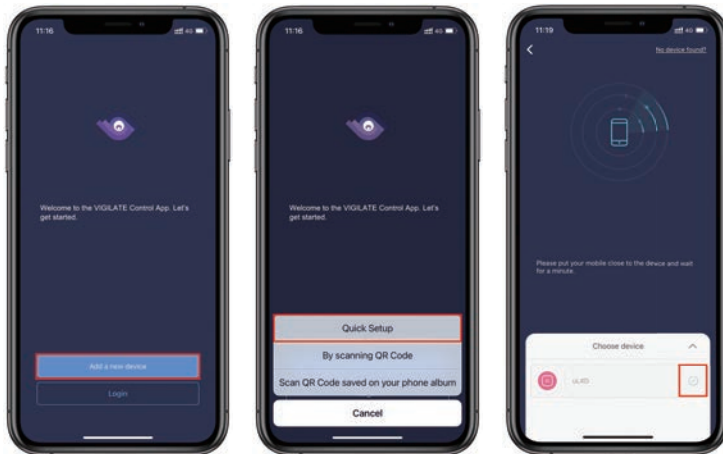 11:16
4G
Welcome to the VIGILATE Control App. Let's
get started.
Add a new device
Login
11:16
4G
Welcome to the VIGILATE Control App. Let's
get started.
Quick Setup
By scanning QR Code
Scan QR Code saved on your phone album
Cancel
11:19
4G
No device found?
Please put your mobile close to the device and wait
for a minute
Choose device